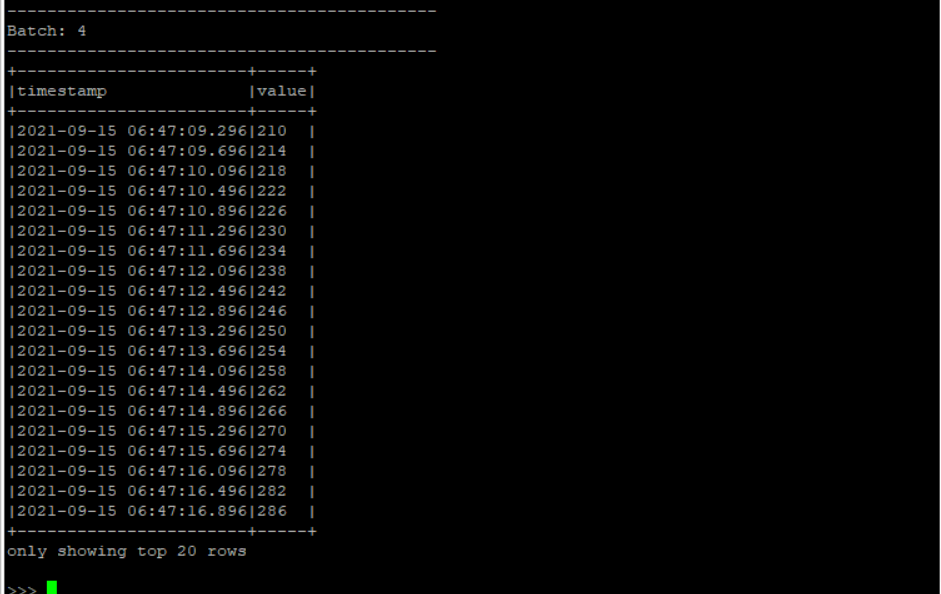 -------------------------------------------
Batch: 4
-------------------------------------------
+-----------------------+-----+
|timestamp              |value|
+-----------------------+-----+
|2021-09-15 06:47:09.296|210  |
|2021-09-15 06:47:09.696|214  |
|2021-09-15 06:47:10.096|218  |
|2021-09-15 06:47:10.496|222  |
|2021-09-15 06:47:10.896|226  |
|2021-09-15 06:47:11.296|230  |
|2021-09-15 06:47:11.696|234  |
|2021-09-15 06:47:12.096|238  |
|2021-09-15 06:47:12.496|242  |
|2021-09-15 06:47:12.896|246  |
|2021-09-15 06:47:13.296|250  |
|2021-09-15 06:47:13.696|254  |
|2021-09-15 06:47:14.096|258  |
|2021-09-15 06:47:14.496|262  |
|2021-09-15 06:47:14.896|266  |
|2021-09-15 06:47:15.296|270  |
|2021-09-15 06:47:15.696|274  |
|2021-09-15 06:47:16.096|278  |
|2021-09-15 06:47:16.496|282  |
|2021-09-15 06:47:16.896|286  |
+-----------------------+-----+
only showing top 20 rows
>>>